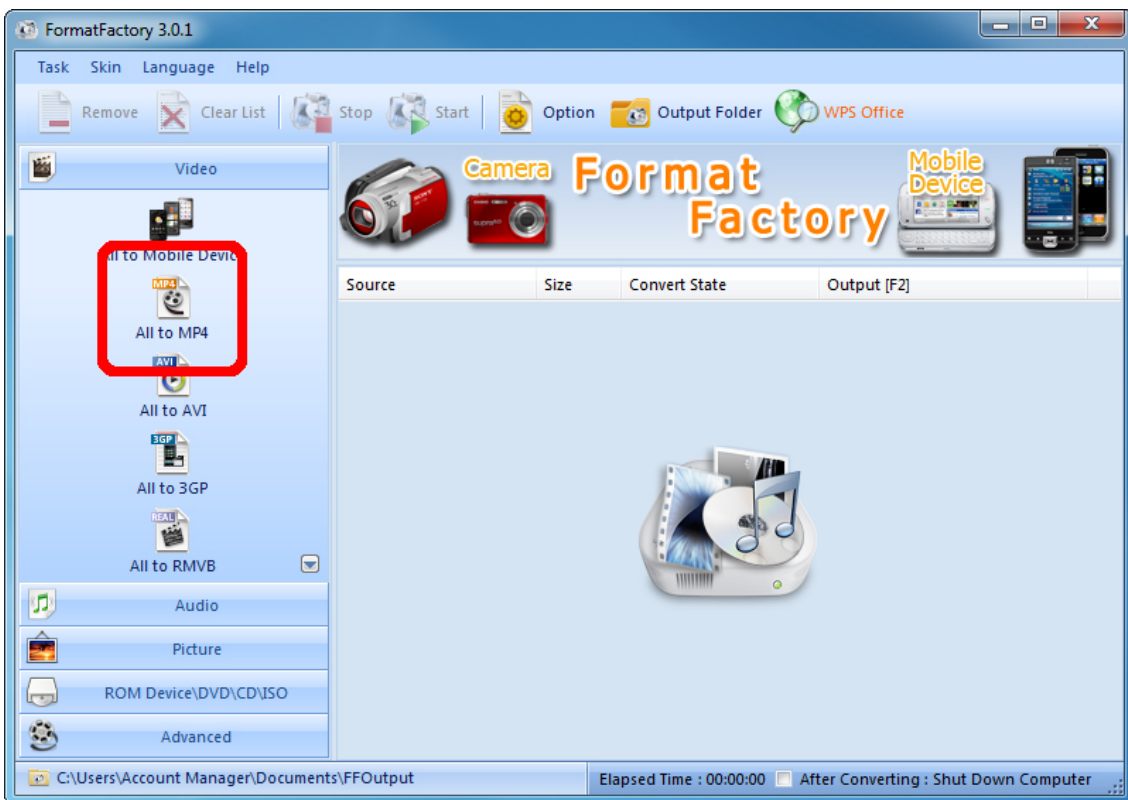 FormatFactory 3.0.1
Task Skin Language Help
Remove Clear List Stop Start Option Output Folder WPS Office
Video
All to Mobile Devic
MP4
All to MP4
AVI
All to AVI
3GP
All to 3GP
REAL
All to RMVB
Audio
Picture
ROM Device\DVD\CD\ISO
Advanced
Camera
Format
Factory
Mobile
Device
SONY
Source Size Convert State Output [F2]
C:\Users\Account Manager\Documents\FFOutput
Elapsed Time : 00:00:00 After Converting : Shut Down Computer